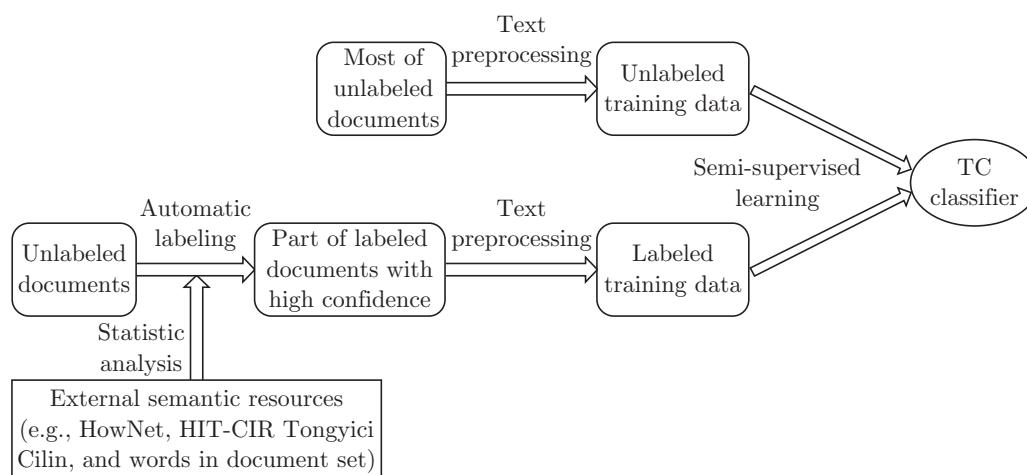 Most of
unlabeled
documents
Text
preprocessing
Unlabeled
training data
Semi-supervised
learning
TC
classifier
Unlabeled
documents
Automatic
labeling
Part of labeled
documents with
high confidence
Text
preprocessing
Labeled
training data
Statistic
analysis
External semantic resources
(e.g., HowNet, HIT-CIR Tongyici
Cilin, and words in document set)